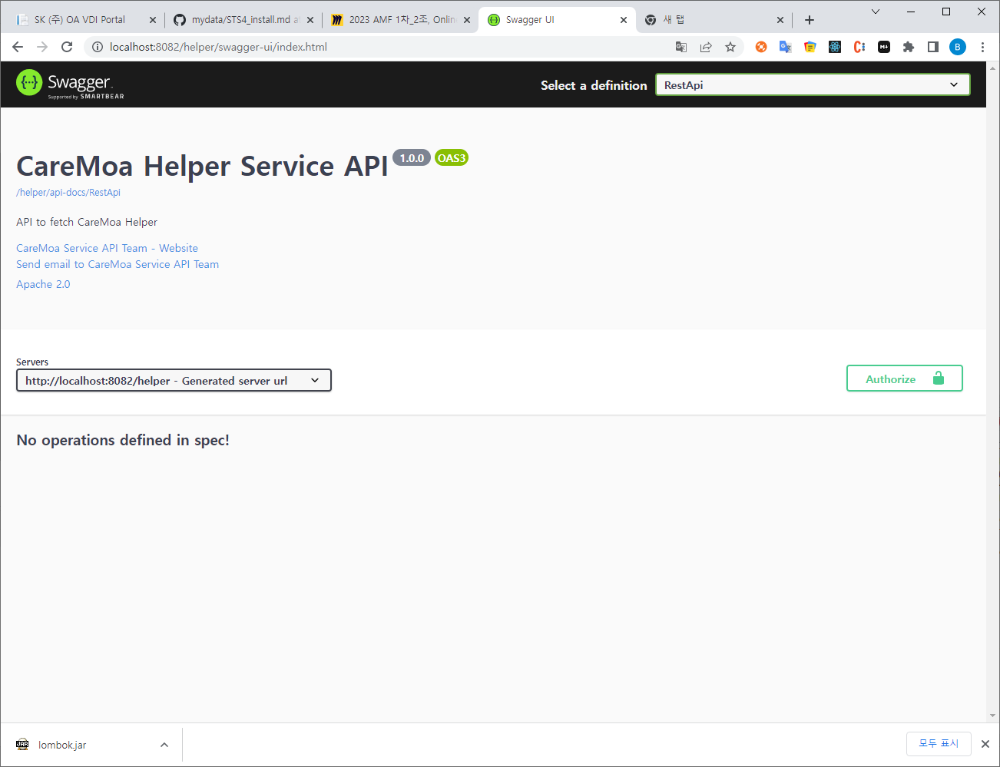 SK (주) OA VDI Portal
mydata/STS4_install.md a
2023 AMF 1차_2조, Online
Swagger UI
새 탭
localhost:8082/helper/swagger-ui/index.html
B
Swagger
Supported by SMARTBEAR
Select a definition
RestApi
CareMoa Helper Service API 1.0.0 OAS3
/helper/api-docs/RestApi
API to fetch CareMoa Helper
CareMoa Service API Team - Website
Send email to CareMoa Service API Team
Apache 2.0
Servers
http://localhost:8082/helper - Generated server url
Authorize
No operations defined in spec!
JAR
lombok.jar
모두 표시